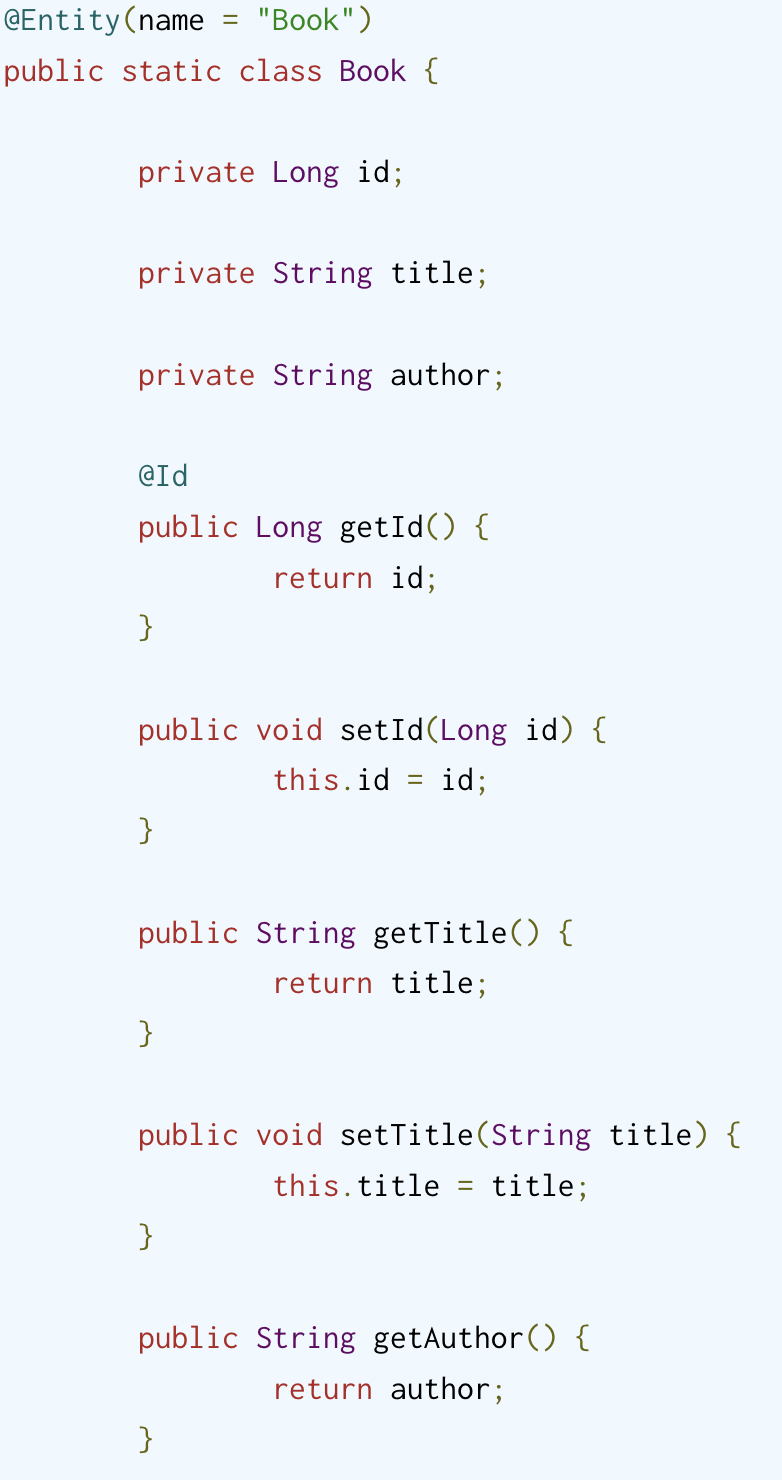 @Entity(name = "Book")
public static class Book {
private Long id;
private String title;
private String author;
@Id
public Long getId() {
return id;
}
public void setId(Long id) {
this.id = id;
}
public String getTitle() {
return title;
}
public void setTitle(String title) {
this.title = title;
}
public String getAuthor() {
return author;
}